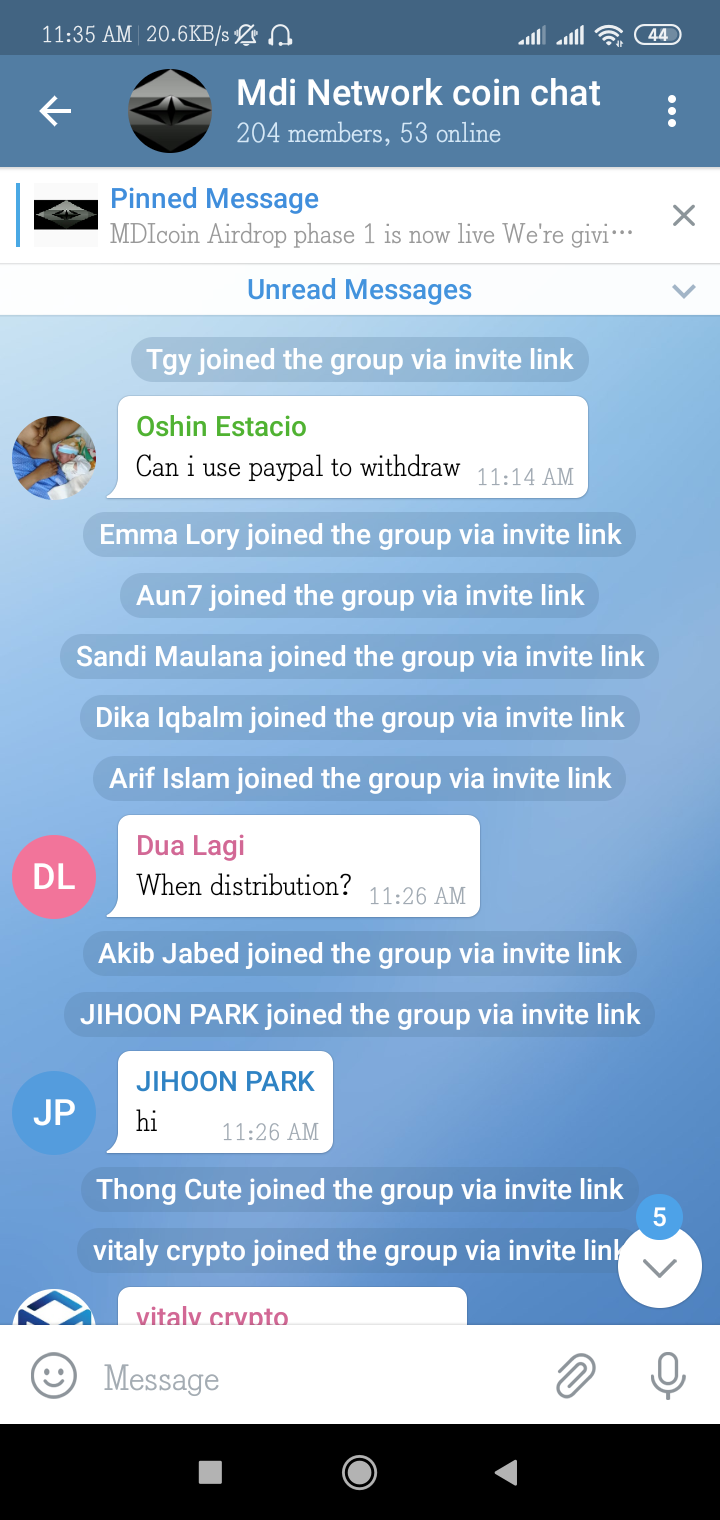 11:35 AM 20.6KB/s 44
Mdi Network coin chat
204 members, 53 online
Pinned Message
MDIcoin Airdrop phase 1 is now live We're givi…
Unread Messages
Tgy joined the group via invite link
Oshin Estacio
Can i use paypal to withdraw 11:14 AM
Emma Lory joined the group via invite link
Aun7 joined the group via invite link
Sandi Maulana joined the group via invite link
Dika Iqbalm joined the group via invite link
Arif Islam joined the group via invite link
Dua Lagi
DL
When distribution? 11:26 AM
Akib Jabed joined the group via invite link
JIHOON PARK joined the group via invite link
JIHOON PARK
JP
hi 11:26 AM
Thong Cute joined the group via invite link
5
vitaly crypto joined the group via invite link
vitaly crypto
Message